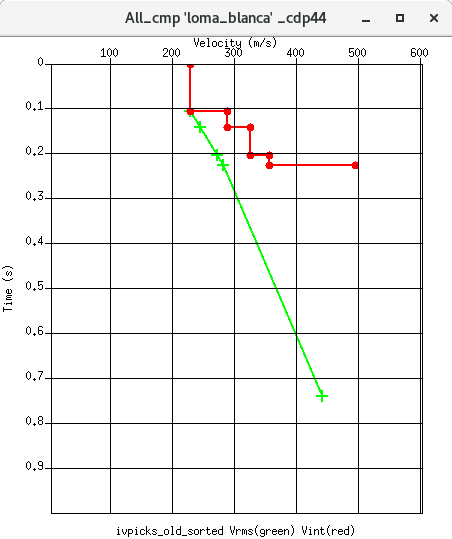 All_cmp 'loma_blanca' _cdp44
Velocity (m/s)
100 200 300 400 500 600
0
0.1
0.2
0.3
0.4
0.5
0.6
0.7
0.8
0.9
Time (s)
ivpicks_old_sorted Vrms(green) Vint(red)